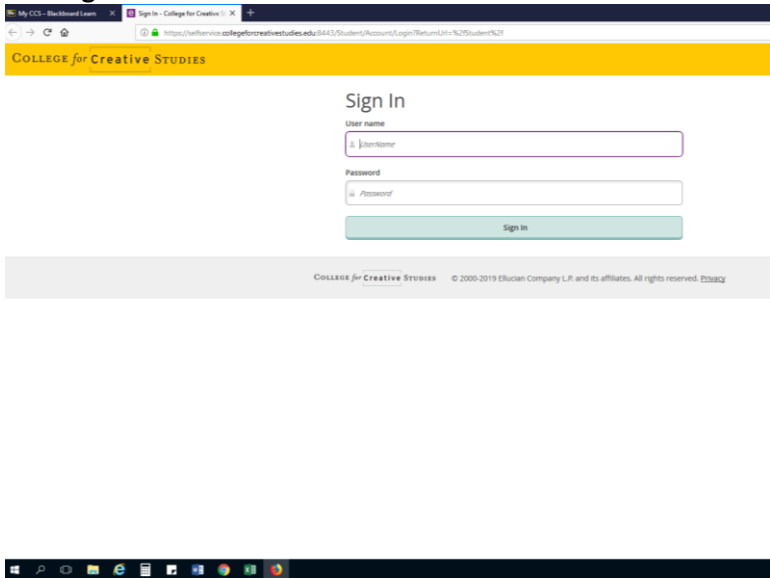 My CCS – Blackboard Learn
Sign In - College for Creative S
https://selfservice.collegeforcreativestudies.edu:8443/Student/Account/Login?ReturnUrl=%2fStudent%2f
COLLEGE for Creative STUDIES
Sign In
User name
UserName
Password
Password
Sign In
COLLEGE for Creative STUDIES © 2000-2019 Ellucian Company L.P. and its affiliates. All rights reserved. Privacy